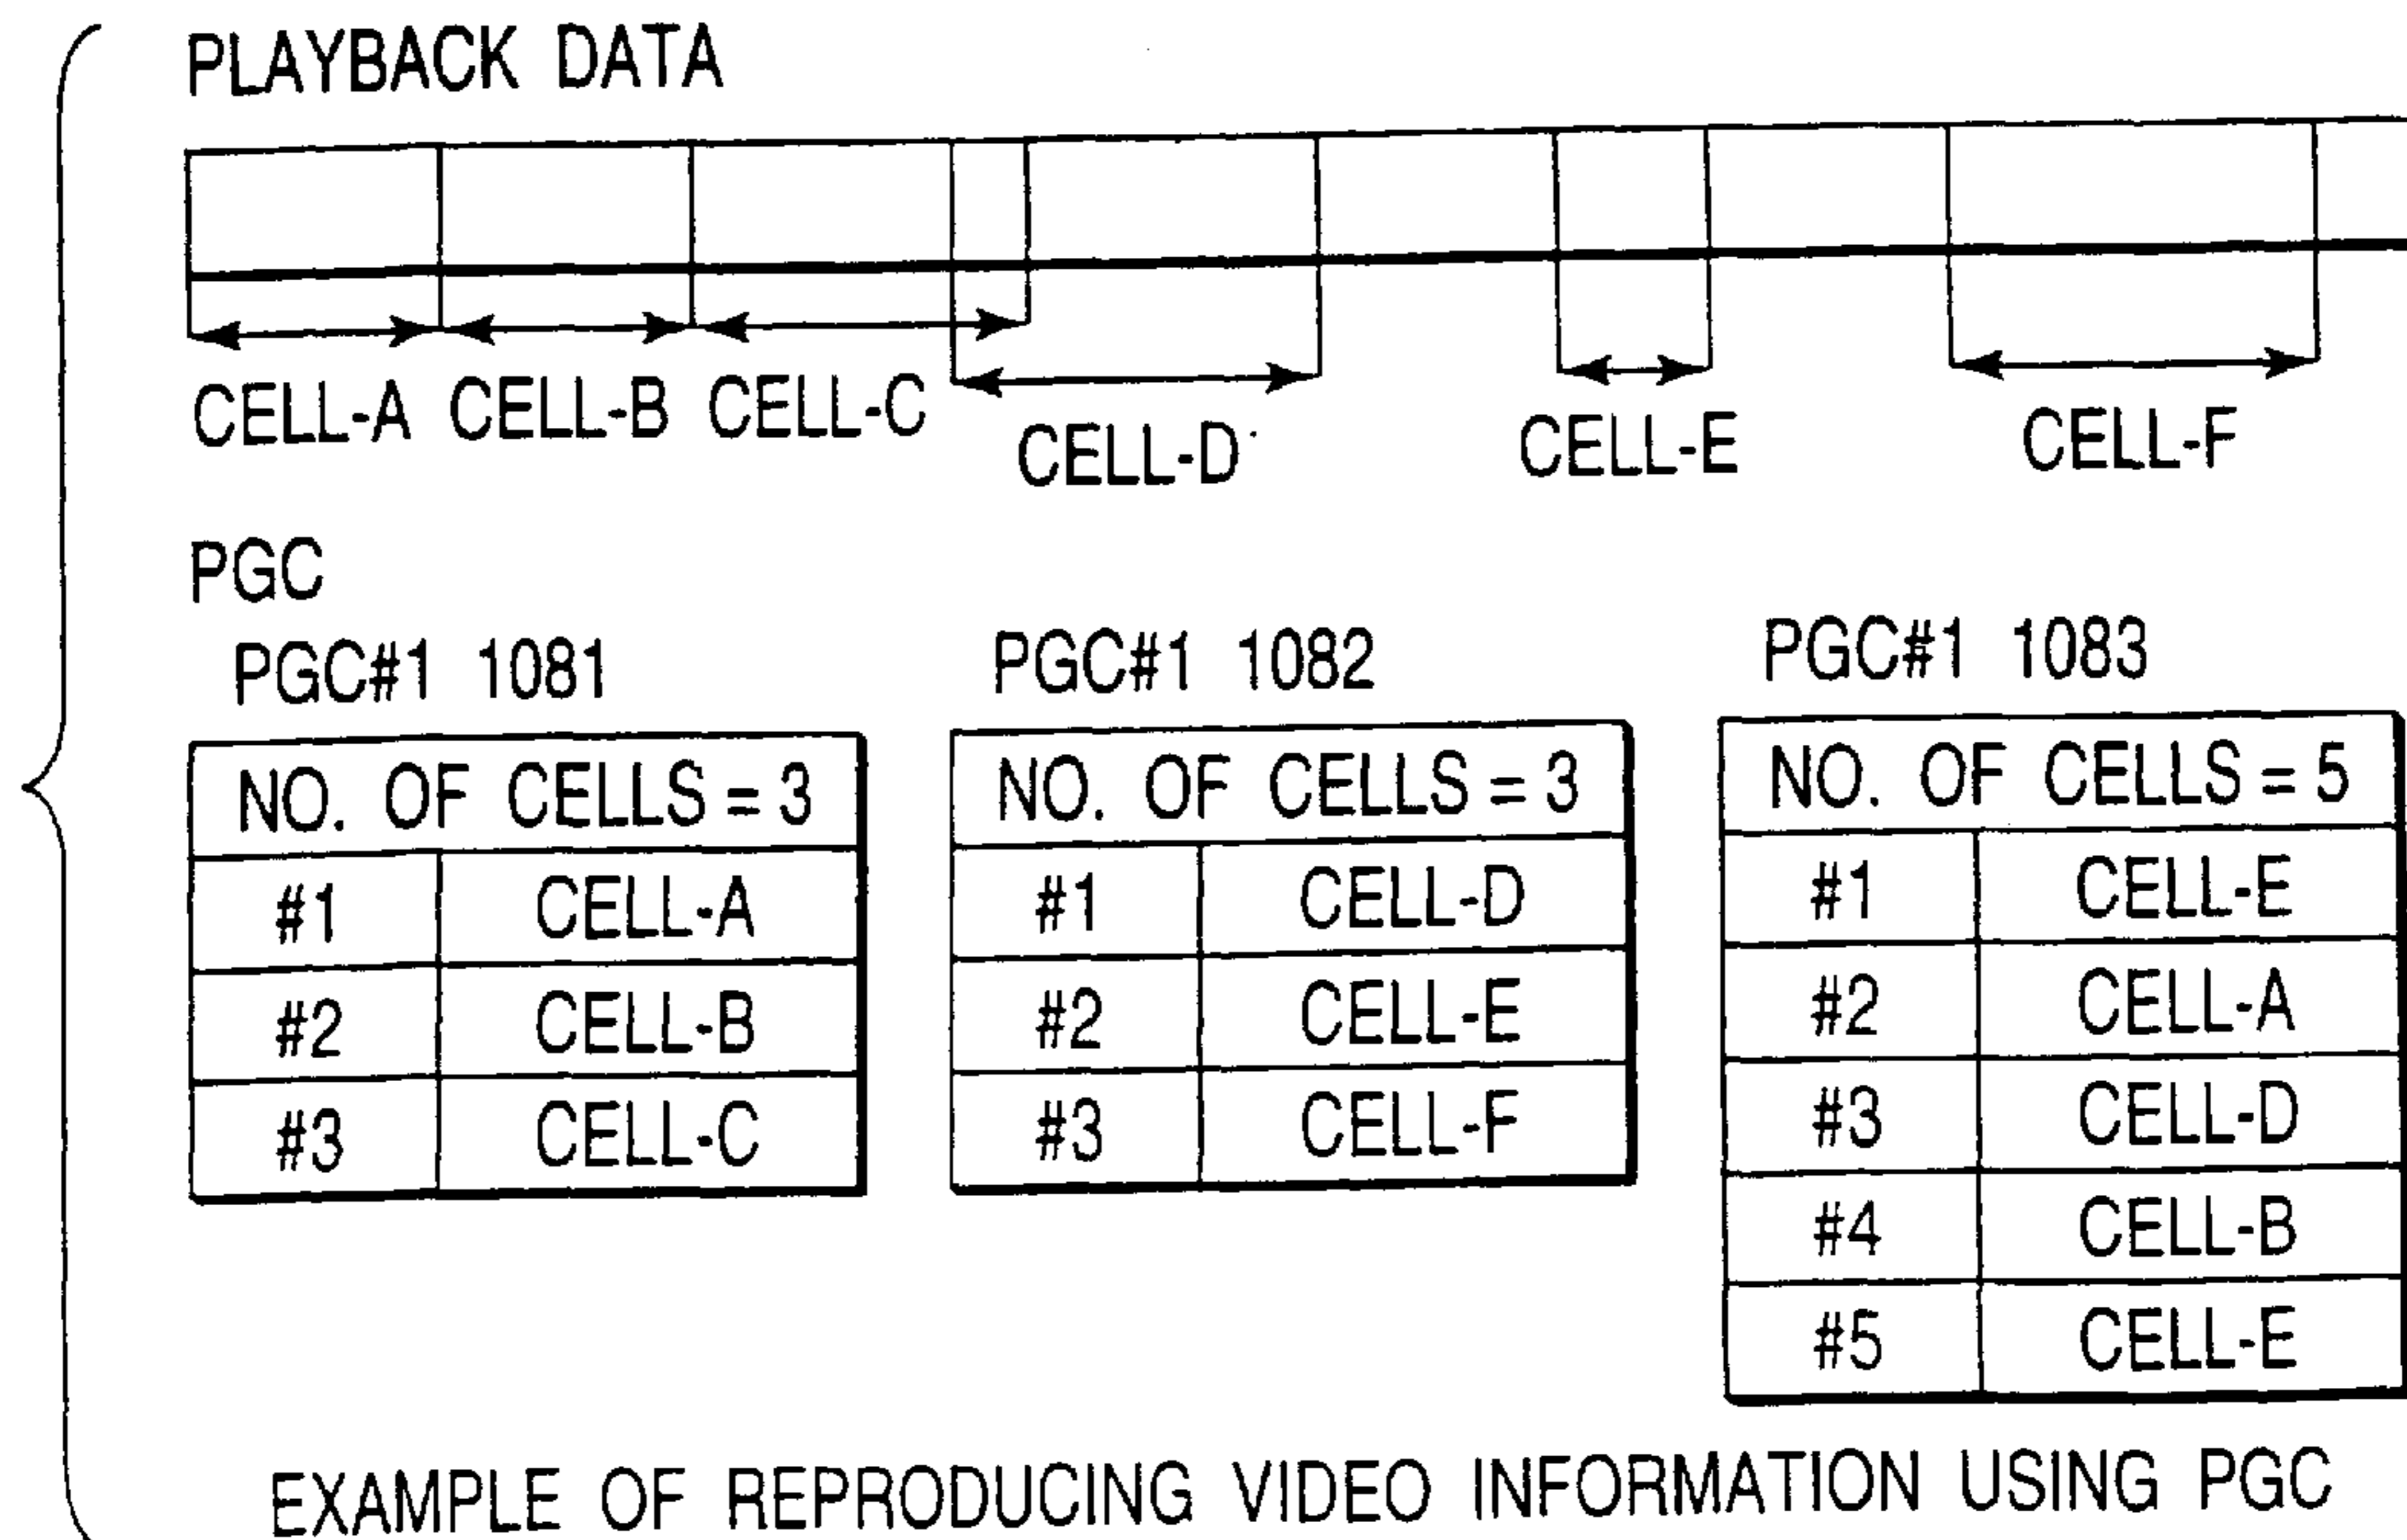 PLAYBACK DATA
CELL-A CELL-B CELL-C CELL-D CELL-E CELL-F
PGC
PGC#1 1081
NO. OF CELLS = 3
#1 CELL-A
#2 CELL-B
#3 CELL-C
PGC#1 1082
NO. OF CELLS = 3
#1 CELL-D
#2 CELL-E
#3 CELL-F
PGC#1 1083
NO. OF CELLS = 5
#1 CELL-E
#2 CELL-A
#3 CELL-D
#4 CELL-B
#5 CELL-E
EXAMPLE OF REPRODUCING VIDEO INFORMATION USING PGC